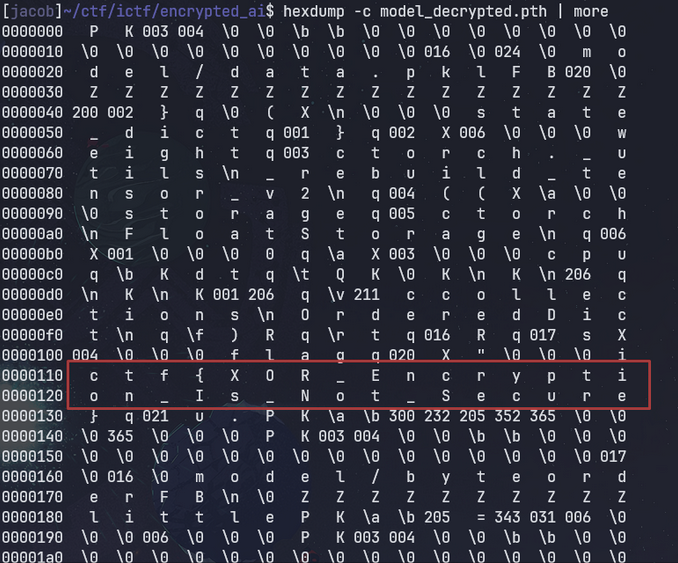 [jacob]~/ctf/ictf/encrypted_ai$ hexdump -c model_decrypted.pth | more
0000000 P K 003 004 \0 \0 \b \b \0 \0 \0 \0 \0 \0 \0 \0
0000010 \0 \0 \0 \0 \0 \0 \0 \0 \0 \0 016 \0 024 \0 m o
0000020 d e l / d a t a . p k l F B 020 \0
0000030 Z Z Z Z Z Z Z Z Z Z Z Z Z Z Z Z
0000040 200 002 } q \0 ( X \n \0 \0 \0 s t a t e
0000050 _ d i c t q 001 } q 002 X 006 \0 \0 \0 w
0000060 e i g h t q 003 c t o r c h . _ u
0000070 t i l s \n _ r e b u i l d _ t e
0000080 n s o r _ v 2 \n q 004 ( ( X \a \0 \0
0000090 \0 s t o r a g e q 005 c t o r c h
00000a0 \n F l o a t S t o r a g e \n q 006
00000b0 X 001 \0 \0 \0 0 q \a X 003 \0 \0 \0 c p u
00000c0 q \b K d t q \t Q K \0 K \n K \n 206 q
00000d0 \n K \n K 001 206 q \v 211 c c o l l e c
00000e0 t i o n s \n O r d e r e d D i c
00000f0 t \n q \f ) R q \r t q 016 R q 017 s X
0000100 004 \0 \0 \0 f l a g q 020 X " \0 \0 \0 i
0000110 c t f { X O R _ E n c r y p t i
0000120 o n _ I s _ N o t _ S e c u r e
0000130 } q 021 u . P K \a \b 300 232 205 352 365 \0 \0
0000140 \0 365 \0 \0 \0 P K 003 004 \0 \0 \b \b \0 \0 \0
0000150 \0 \0 \0 \0 \0 \0 \0 \0 \0 \0 \0 \0 \0 \0 \0 017
0000160 \0 016 \0 m o d e l / b y t e o r d
0000170 e r F B \n \0 Z Z Z Z Z Z Z Z Z Z
0000180 l i t t l e P K \a \b 205 = 343 031 006 \0
0000190 \0 \0 006 \0 \0 \0 P K 003 004 \0 \0 \b \b \0 \0
00001a0 \0 \0 \0 \0 \0 \0 \0 \0 \0 \0 \0 \0 \0 \0 \0 \0